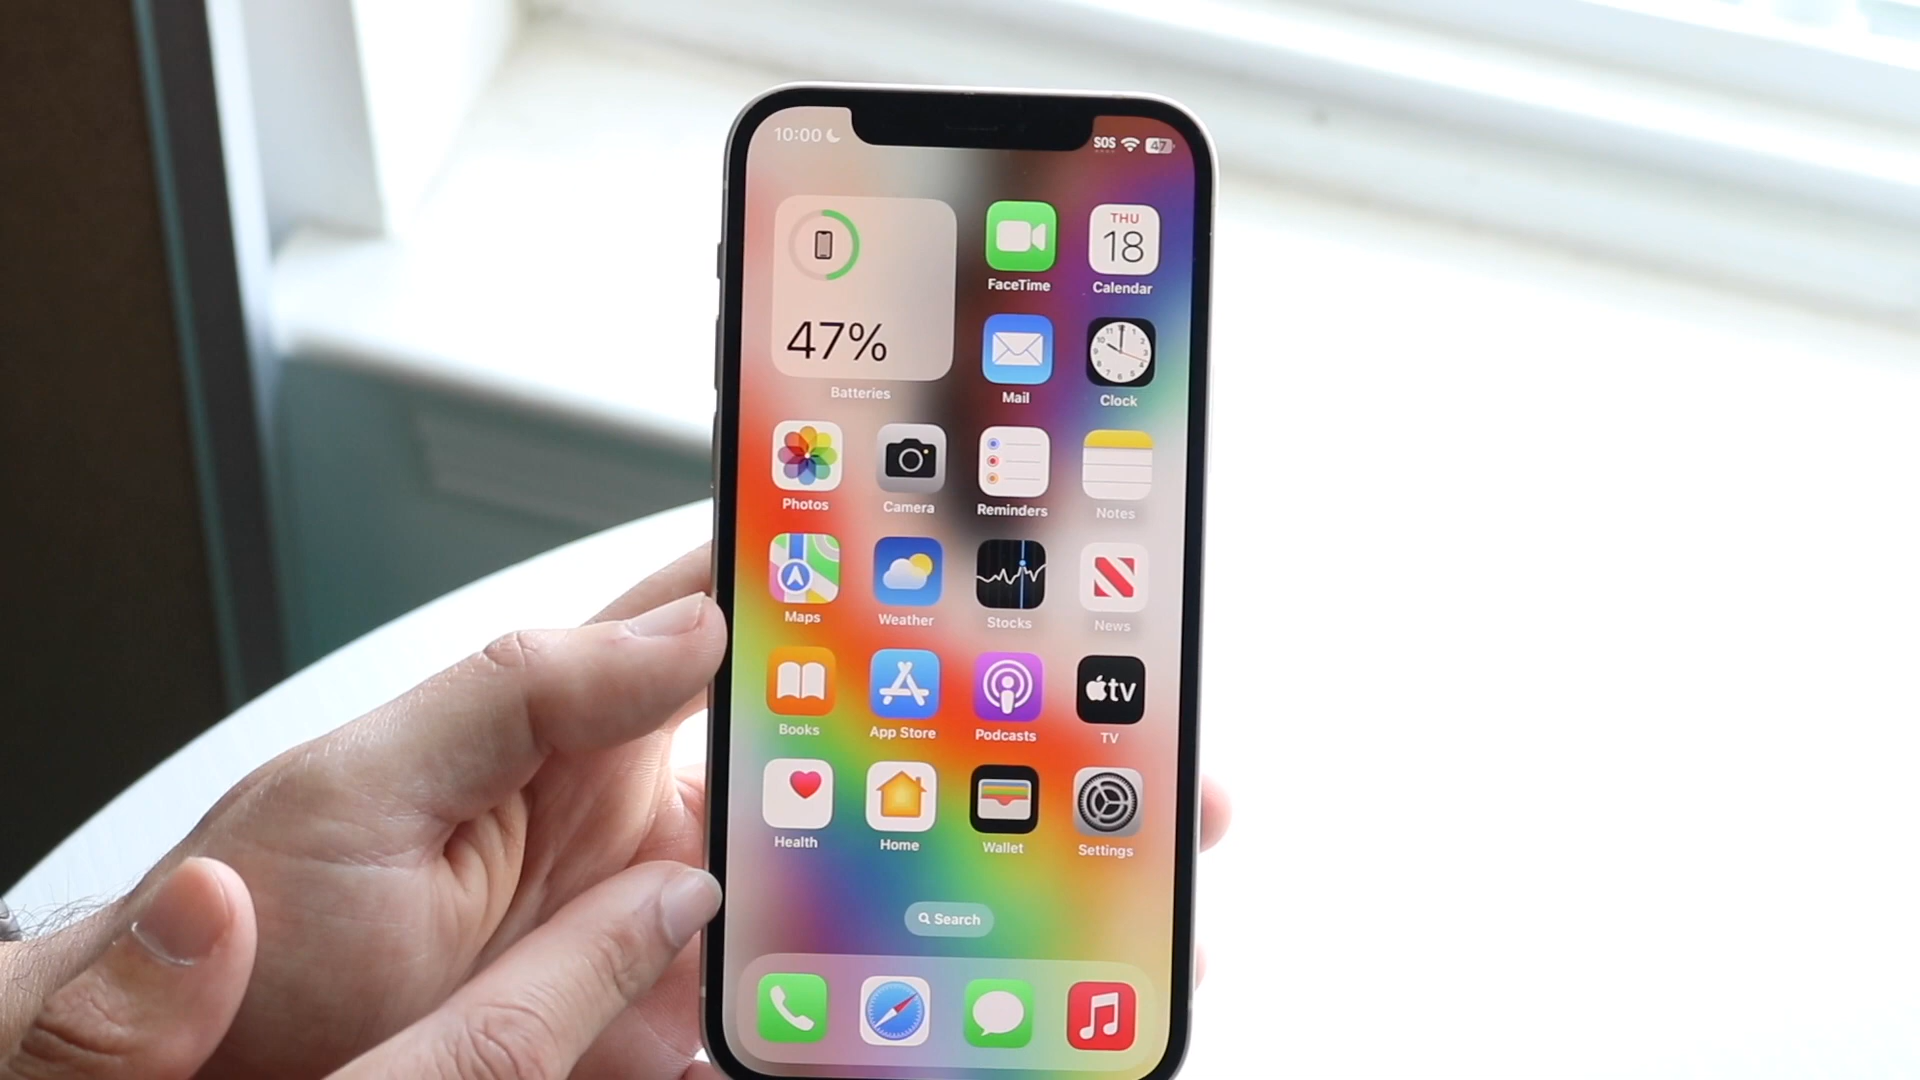 10:00
SOS 47
THU
18
FaceTime
Calendar
47%
Batteries
Mail
Clock
Photos
Camera
Reminders
Notes
Maps
Weather
Stocks
News
tv
Books
App Store
Podcasts
TV
Health
Home
Wallet
Settings
Search